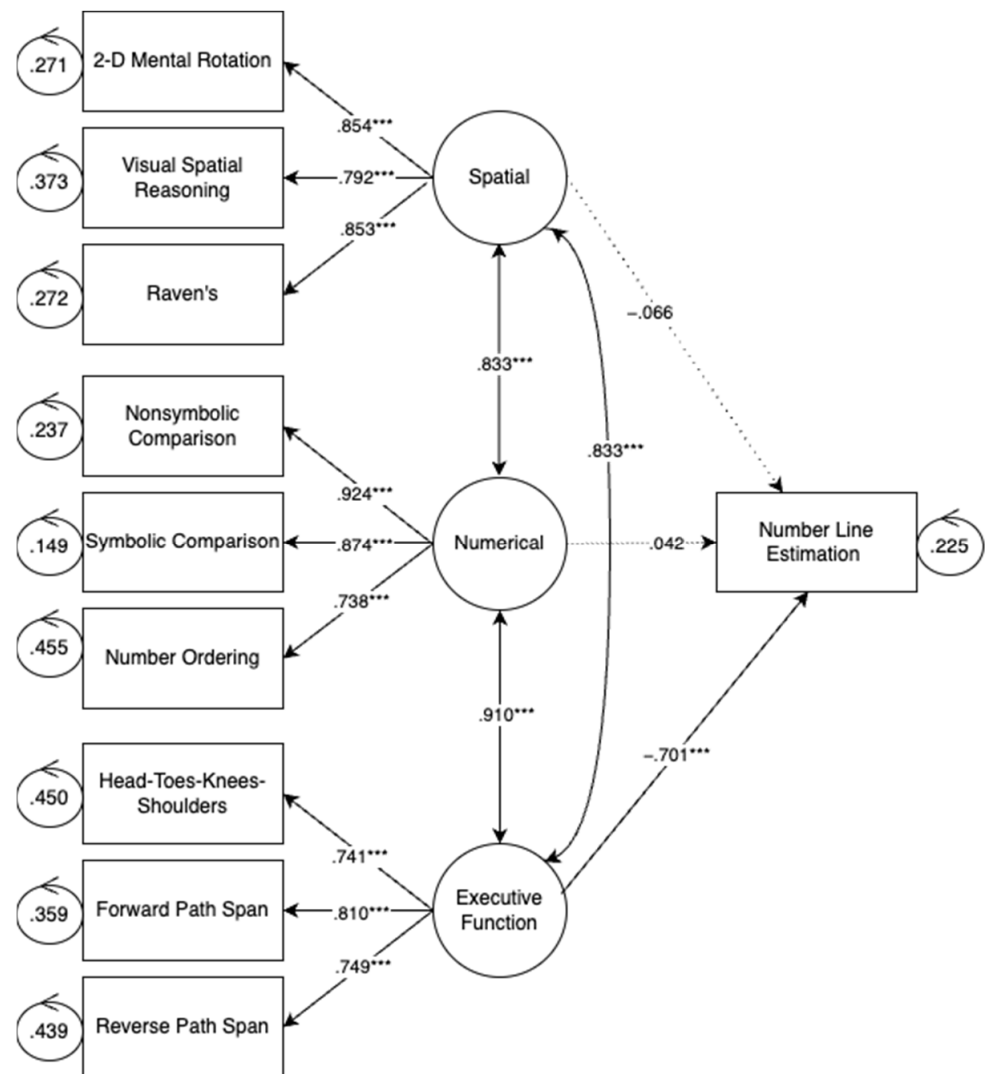 .271
2-D Mental Rotation
.854***
.373
Visual Spatial
Reasoning
.792***
Spatial
.853***
.272
Raven's
−.066
.833***
.237
Nonsymbolic
Comparison
.833***
.924***
.149
Symbolic Comparison
.874***
Numerical
.042
Number Line
Estimation
.225
.738***
.455
Number Ordering
.910***
−.701***
.450
Head-Toes-Knees-
Shoulders
.741***
.359
Forward Path Span
.810***
Executive
Function
.749***
.439
Reverse Path Span